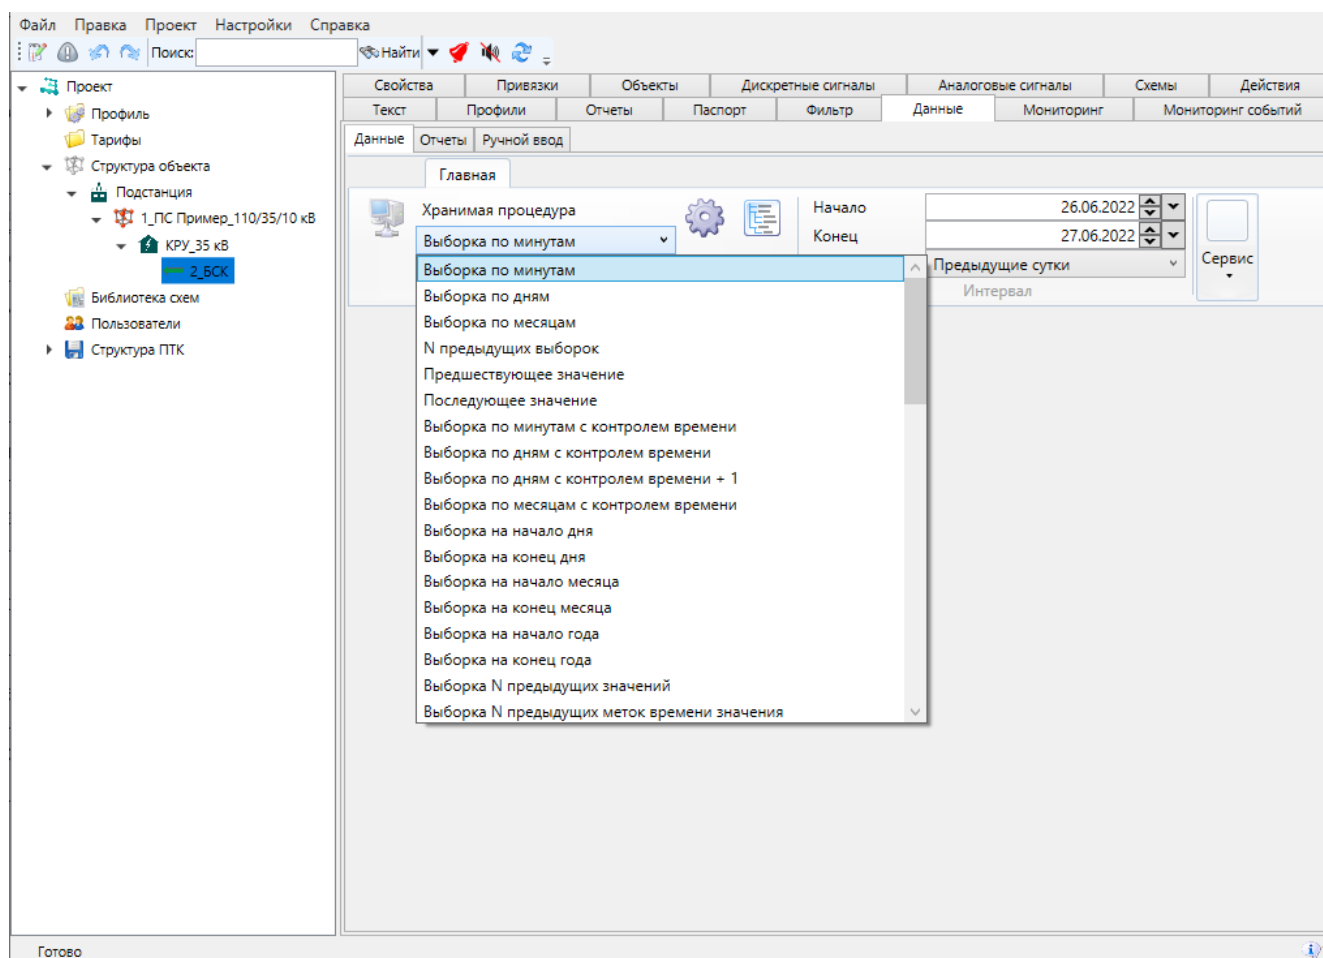 Файл Правка Проект Настройки Справка
Поиск: Найти
Проект
Профиль
Тарифы
Структура объекта
Подстанция
1_ПС Пример_110/35/10 кВ
КРУ_35 кВ
2_БСК
Библиотека схем
Пользователи
Структура ПТК
Свойства Привязки Объекты Дискретные сигналы Аналоговые сигналы Схемы Действия
Текст Профили Отчеты Паспорт Фильтр Данные Мониторинг Мониторинг событий
Данные Отчеты Ручной ввод
Главная
Хранимая процедура
Выборка по минутам
Начало 26.06.2022
Конец 27.06.2022
Предыдущие сутки
Интервал
Сервис
Выборка по минутам
Выборка по дням
Выборка по месяцам
N предыдущих выборок
Предшествующее значение
Последующее значение
Выборка по минутам с контролем времени
Выборка по дням с контролем времени
Выборка по дням с контролем времени + 1
Выборка по месяцам с контролем времени
Выборка на начало дня
Выборка на конец дня
Выборка на начало месяца
Выборка на конец месяца
Выборка на начало года
Выборка на конец года
Выборка N предыдущих значений
Выборка N предыдущих меток времени значения
Готово